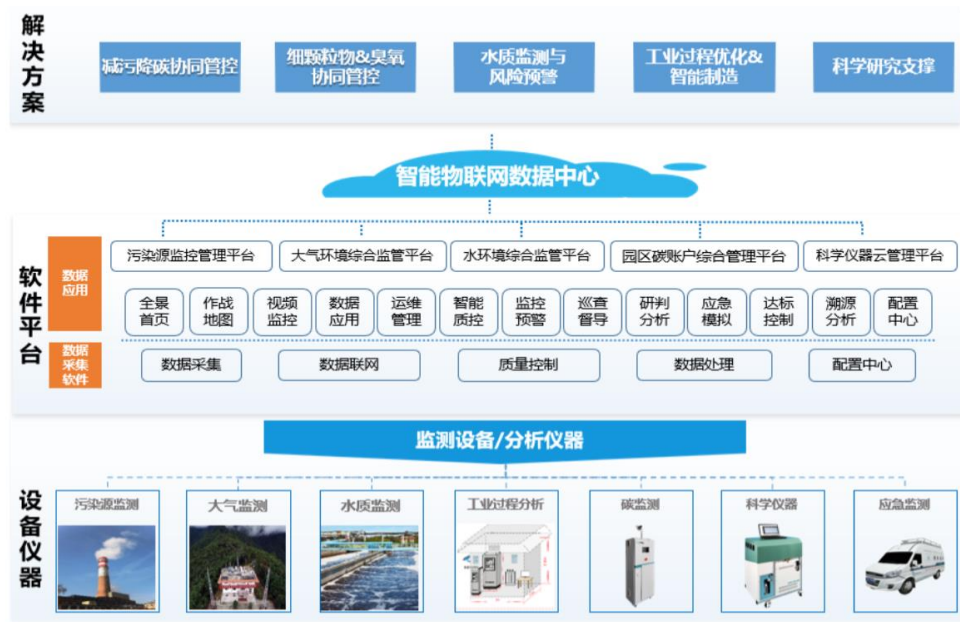 解决方案
减污降碳协同管控
细颗粒物&臭氧
协同管控
水质监测与
风险预警
工业过程优化&
智能制造
科学研究支撑
智能物联网数据中心
软件平台
数据
应用
污染源监控管理平台
大气环境综合监管平台
水环境综合监管平台
园区碳账户综合管理平台
科学仪器云管理平台
全景
首页
作战
地图
视频
监控
数据
应用
运维
管理
智能
质控
监控
预警
巡查
督导
研判
分析
应急
模拟
达标
控制
溯源
分析
配置
中心
数据
采集
软件
数据采集
数据联网
质量控制
数据处理
配置中心
监测设备/分析仪器
设备仪器
污染源监测
大气监测
水质监测
工业过程分析
碳监测
科学仪器
应急监测